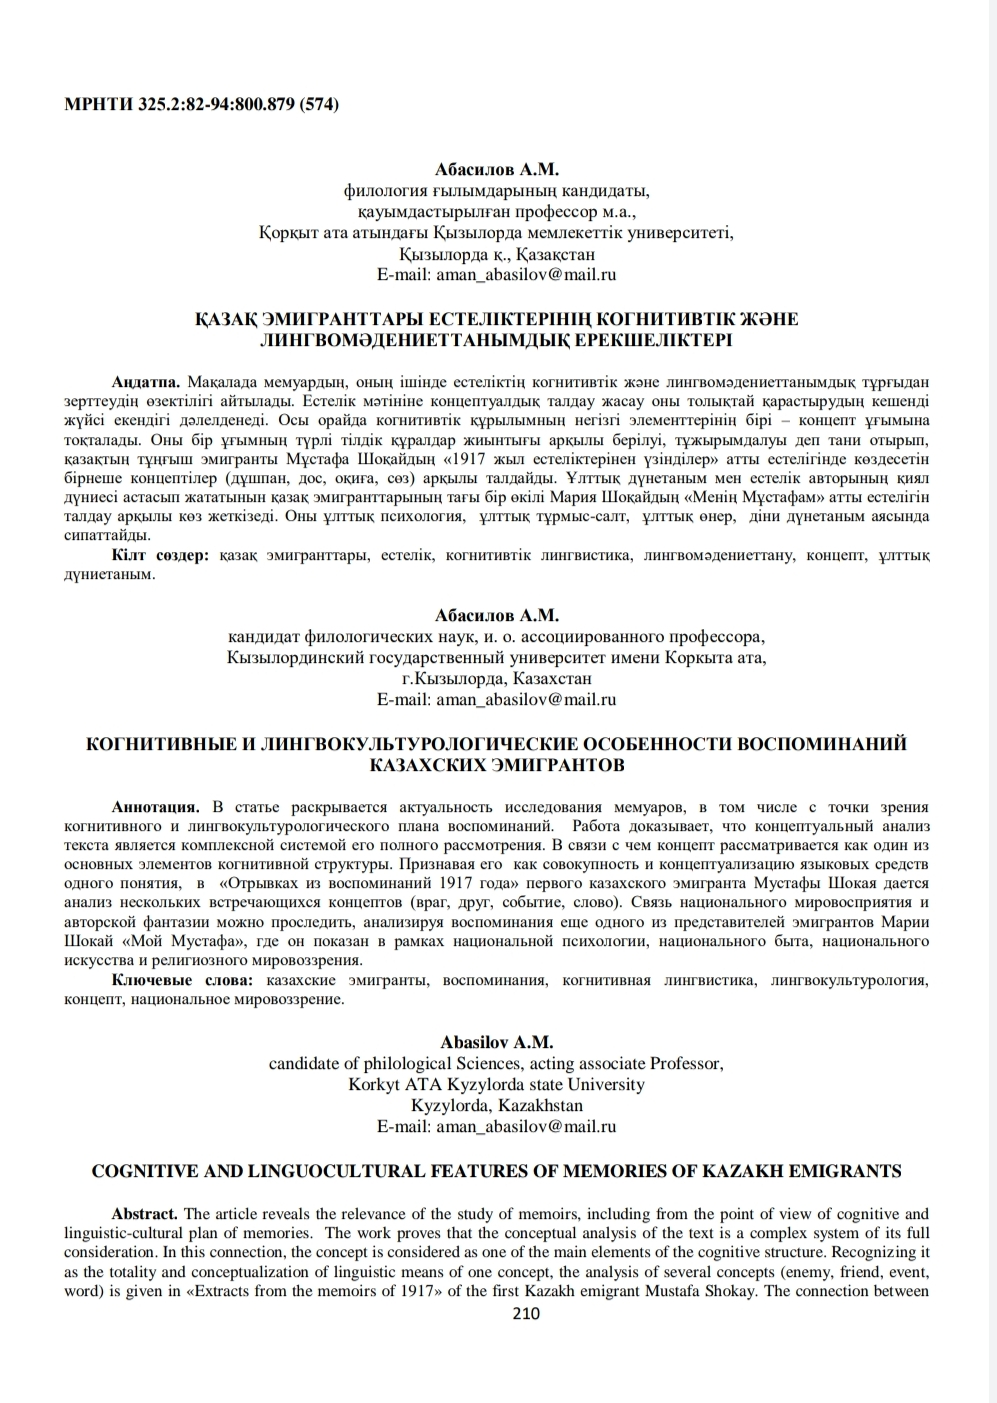 МРНТИ 325.2:82-94:800.879 (574)
Абасилов А.М.
филология ғылымдарының кандидаты,
қауымдастырылған профессор м.а.,
Қорқыт ата атындағы Қызылорда мемлекеттік университеті,
Қызылорда қ., Қазақстан
E-mail: aman_abasilov@mail.ru
ҚАЗАҚ ЭМИГРАНТТАРЫ ЕСТЕЛІКТЕРІНІҢ КОГНИТИВТІК ЖӘНЕ
ЛИНГВОМӘДЕНИЕТТАНЫМДЫҚ ЕРЕКШЕЛІКТЕРІ
Аңдатпа. Мақалада мемуардың, оның ішінде естеліктің когнитивтік және лингвомәдениеттанымдық тұрғыдан
зерттеудің өзектілігі айтылады. Естелік мәтініне концептуалдық талдау жасау оны толықтай қарастырудың кешенді
жүйсі екендігі дәлелденеді. Осы орайда когнитивтік құрылымның негізгі элементтерінің бірі – концепт ұғымына
тоқталады. Оны бір ұғымның түрлі тілдік құралдар жиынтығы арқылы берілуі, тұжырымдалуы деп тани отырып,
қазақтың тұңғыш эмигранты Мұстафа Шоқайдың «1917 жыл естеліктерінен үзінділер» атты естелігінде көздесетін
бірнеше концептілер (дұшпан, дос, оқиға, сөз) арқылы талдайды. Ұлттық дүнетаным мен естелік авторының қиял
дүниесі астасып жататынын қазақ эмигранттарының тағы бір өкілі Мария Шоқайдың «Менің Мұстафам» атты естелігін
талдау арқылы көз жеткізеді. Оны ұлттық психология, ұлттық тұрмыс-салт, ұлттық өнер, діни дүнетаным аясында
сипаттайды.
Кілт сөздер: қазақ эмигранттары, естелік, когнитивтік лингвистика, лингвомәдениеттану, концепт, ұлттық
дүниетаным.
Абасилов А.М.
кандидат филологических наук, и. о. ассоциированного профессора,
Кызылординский государственный университет имени Коркыта ата,
г.Кызылорда, Казахстан
E-mail: aman_abasilov@mail.ru
КОГНИТИВНЫЕ И ЛИНГВОКУЛЬТУРОЛОГИЧЕСКИЕ ОСОБЕННОСТИ ВОСПОМИНАНИЙ
КАЗАХСКИХ ЭМИГРАНТОВ
Аннотация. В статье раскрывается актуальность исследования мемуаров, в том числе с точки зрения
когнитивного и лингвокультурологического плана воспоминаний. Работа доказывает, что концептуальный анализ
текста является комплексной системой его полного рассмотрения. В связи с чем концепт рассматривается как один из
основных элементов когнитивной структуры. Признавая его как совокупность и концептуализацию языковых средств
одного понятия, в «Отрывках из воспоминаний 1917 года» первого казахского эмигранта Мустафы Шокая дается
анализ нескольких встречающихся концептов (враг, друг, событие, слово). Связь национального мировосприятия и
авторской фантазии можно проследить, анализируя воспоминания еще одного из представителей эмигрантов Марии
Шокай «Мой Мустафа», где он показан в рамках национальной психологии, национального быта, национального
искусства и религиозного мировоззрения.
Ключевые слова: казахские эмигранты, воспоминания, когнитивная лингвистика, лингвокультурология,
концепт, национальное мировоззрение.
Abasilov A.M.
candidate of philological Sciences, acting associate Professor,
Korkyt ATA Kyzylorda state University
Kyzylorda, Kazakhstan
E-mail: aman_abasilov@mail.ru
COGNITIVE AND LINGUOCULTURAL FEATURES OF MEMORIES OF KAZAKH EMIGRANTS
Abstract. The article reveals the relevance of the study of memoirs, including from the point of view of cognitive and
linguistic-cultural plan of memories. The work proves that the conceptual analysis of the text is a complex system of its full
consideration. In this connection, the concept is considered as one of the main elements of the cognitive structure. Recognizing it
as the totality and conceptualization of linguistic means of one concept, the analysis of several concepts (enemy, friend, event,
word) is given in «Extracts from the memoirs of 1917» of the first Kazakh emigrant Mustafa Shokay. The connection between
210